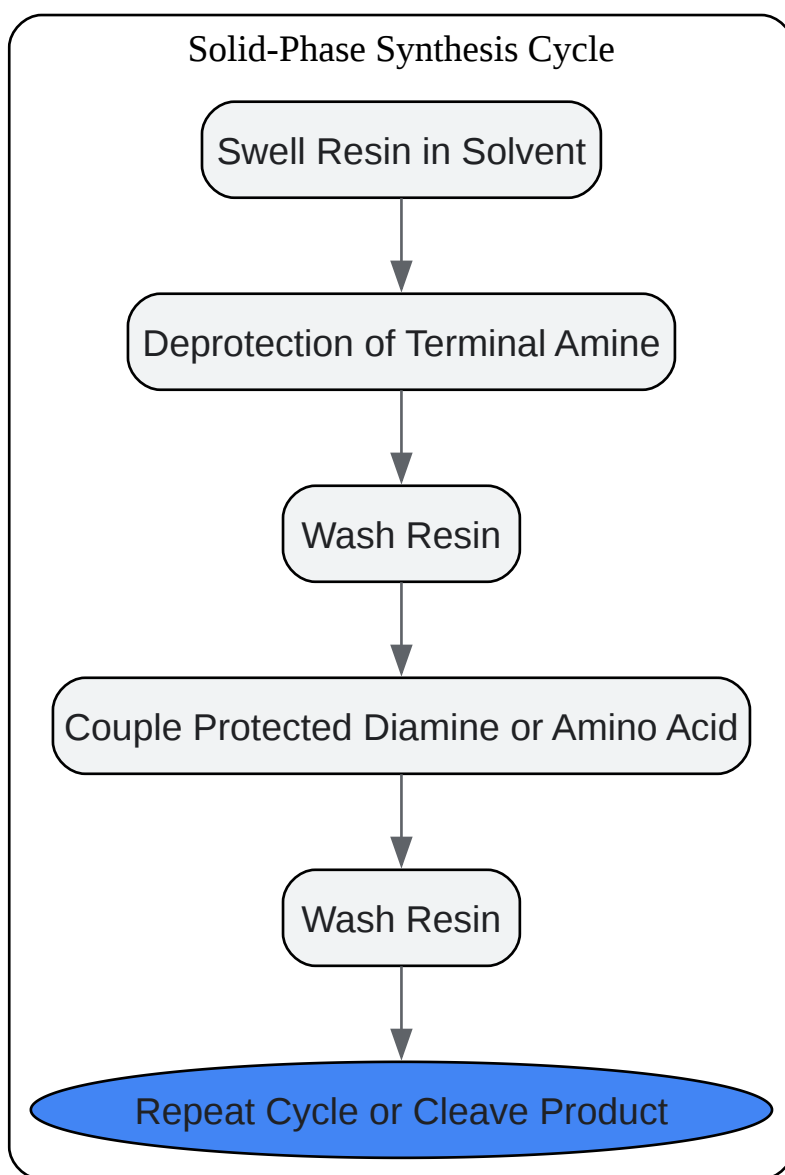 Solid-Phase Synthesis Cycle
Swell Resin in Solvent
Deprotection of Terminal Amine
Wash Resin
Couple Protected Diamine or Amino Acid
Wash Resin
Repeat Cycle or Cleave Product